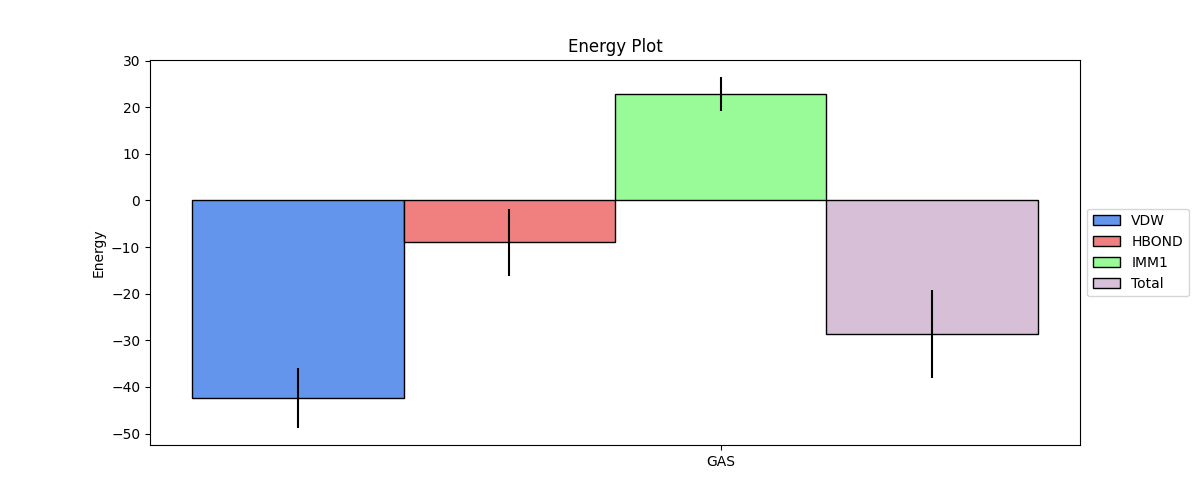 Energy Plot
30
20
10
0
−10
−20
−30
−40
−50
Energy
GAS
VDW
HBOND
IMM1
Total